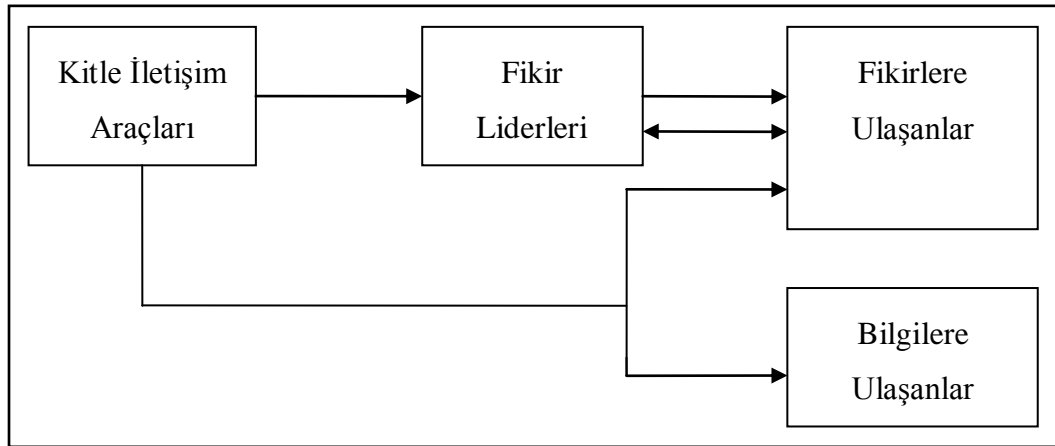 Kitle İletişim
Araçları
Fikir
Liderleri
Fikirlere
Ulaşanlar
Bilgilere
Ulaşanlar